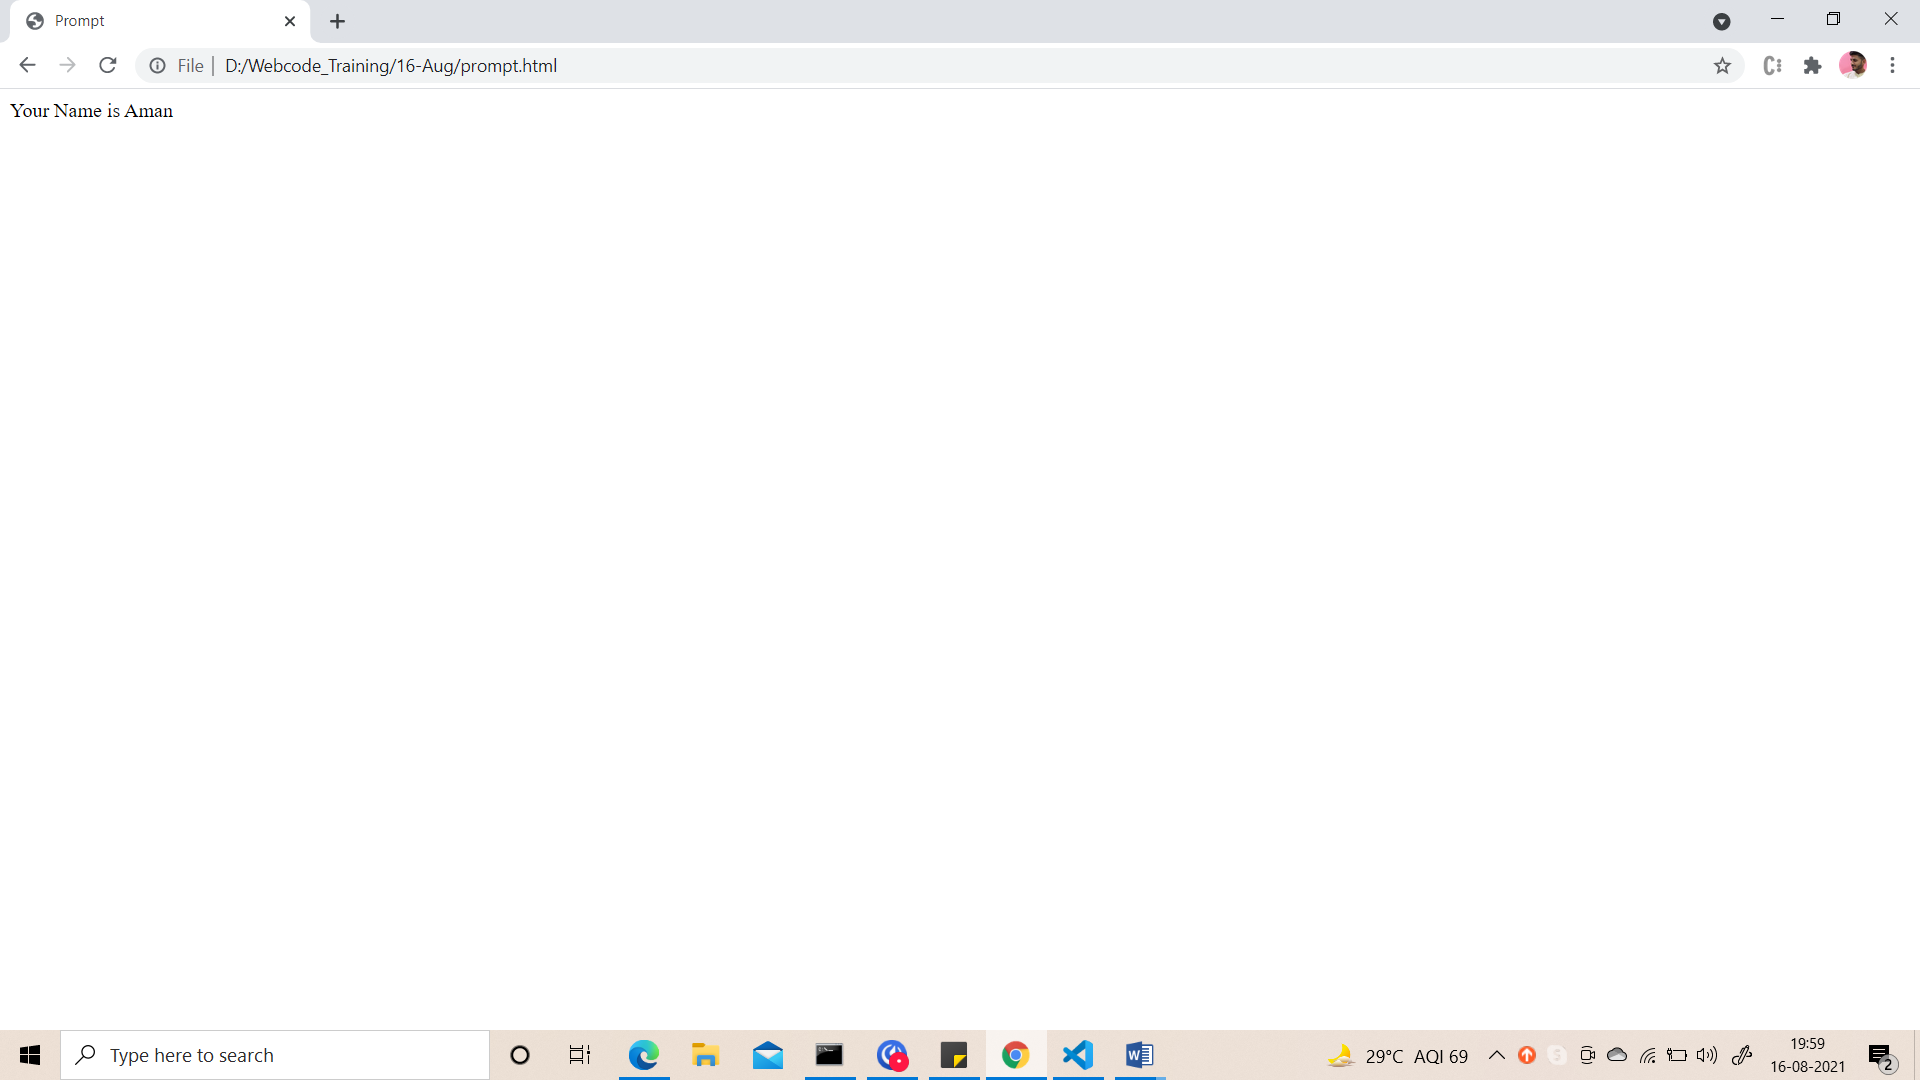 Prompt
File | D:/Webcode_Training/16-Aug/prompt.html
Your Name is Aman
Type here to search
29°C AQI 69
19:59
16-08-2021
2